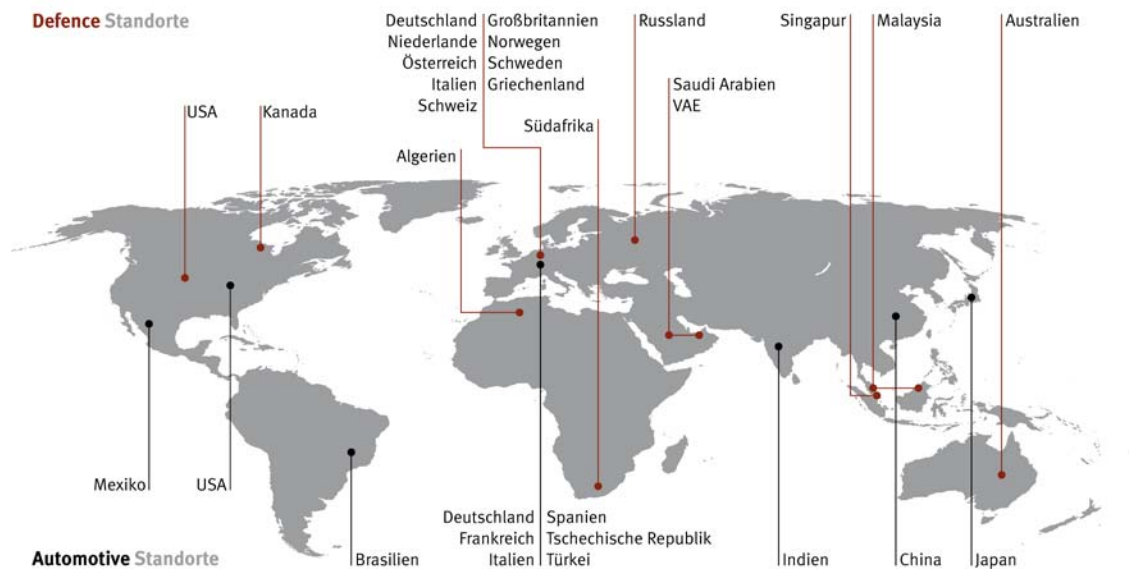 Defence Standorte
Deutschland Großbritannien
Niederlande Norwegen
Österreich Schweden
Italien Griechenland
Schweiz
Russland
Singapur
Malaysia
Australien
Saudi Arabien
VAE
USA
Kanada
Südafrika
Algerien
Mexiko
USA
Deutschland Spanien
Frankreich Tschechische Republik
Italien Türkei
Automotive Standorte
Brasilien
Indien
China
Japan